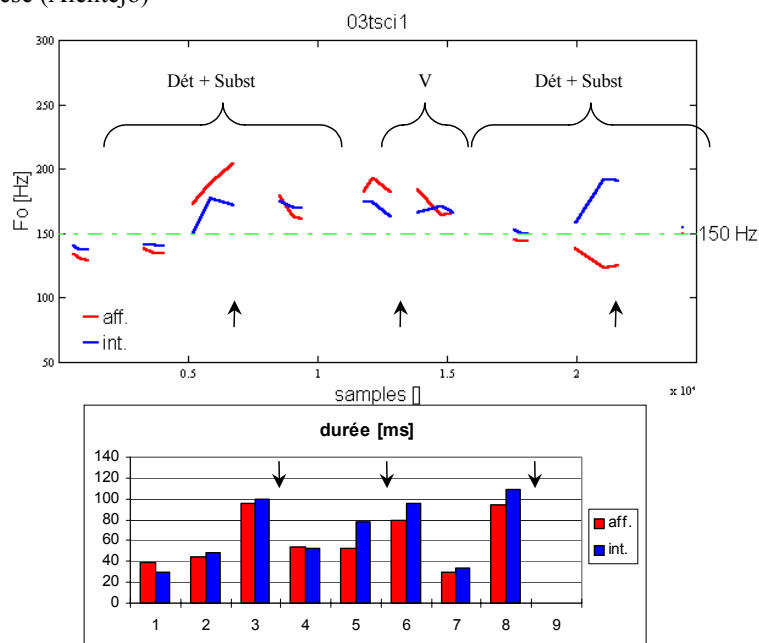 (Alentejo)
03tsci1
300
250
200
150
100
50
Fo [Hz]
Dét + Subst
V
Dét + Subst
150 Hz
aff.
int.
0.5
1
1.5
2
x 10⁴
samples []
durée [ms]
140
120
100
80
60
40
20
0
1 2 3 4 5 6 7 8 9
aff.
int.